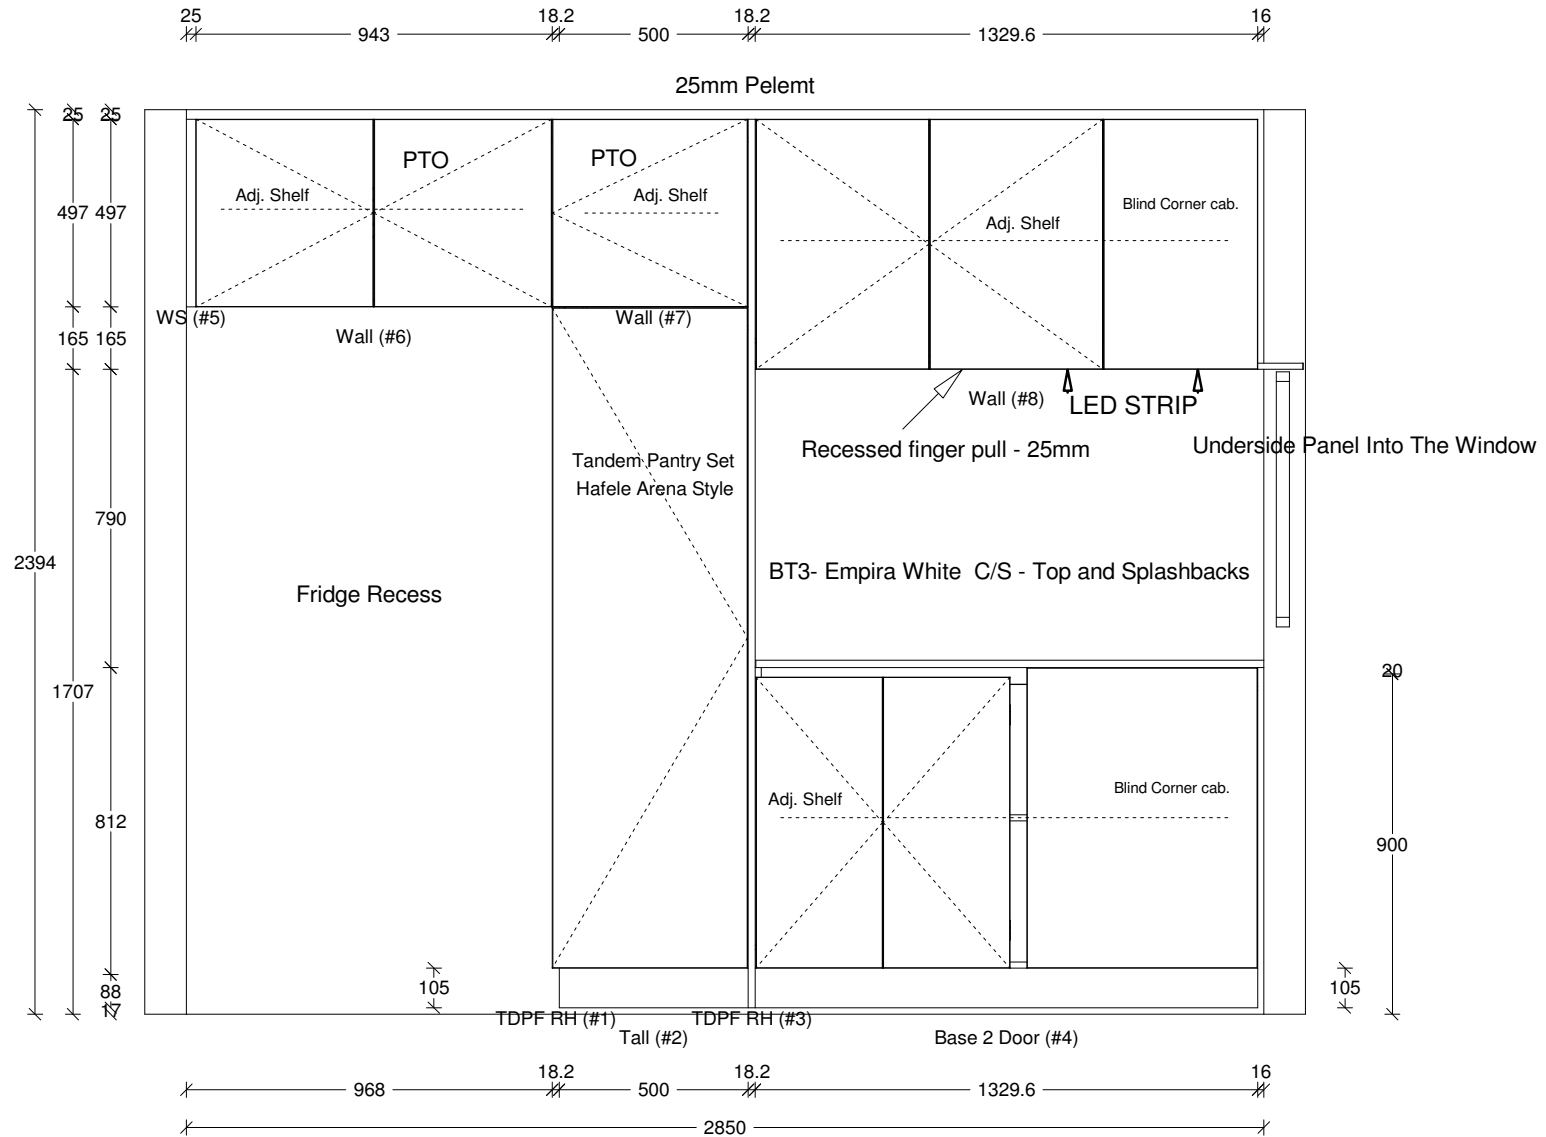 25 18.2 18.2 16
943 500 1329.6
25mm Pelemt
25 25
PTO PTO
Adj. Shelf Adj. Shelf
497 497
Blind Corner cab.
Adj. Shelf
WS (#5) Wall (#7)
165 165 Wall (#6)
Wall (#8) LED STRIP
Recessed finger pull - 25mm
Underside Panel Into The Window
Tandem Pantry Set
Hafele Arena Style
790
2394
BT3- Empira White C/S - Top and Splashbacks
Fridge Recess
20
1707
Blind Corner cab.
Adj. Shelf
812
900
88 105 105
17
TDPF RH (#1) TDPF RH (#3)
Tall (#2) Base 2 Door (#4)
18.2 18.2 16
968 500 1329.6
2850